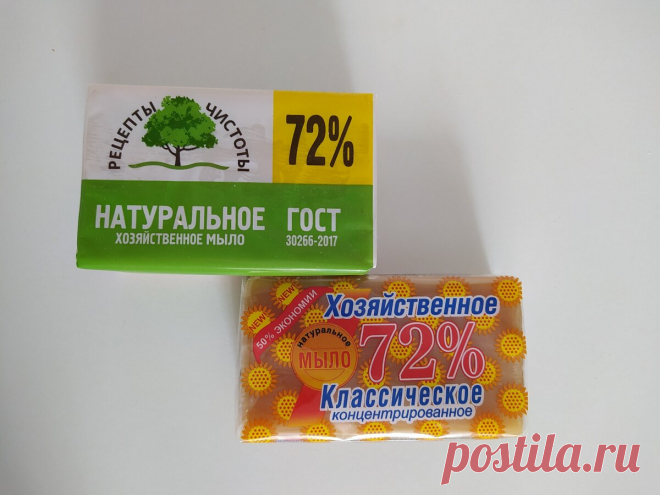 РЕЦЕПТЫ ЧИСТОТЫ
72%
НАТУРАЛЬНОЕ
ХОЗЯЙСТВЕННОЕ МЫЛО
ГОСТ
30266-2017
NEW!
NEW!
50% ЭКОНОМИИ
Хозяйственное
натуральное
МЫЛО
72%
Классическое
концентрированное
postila.ru